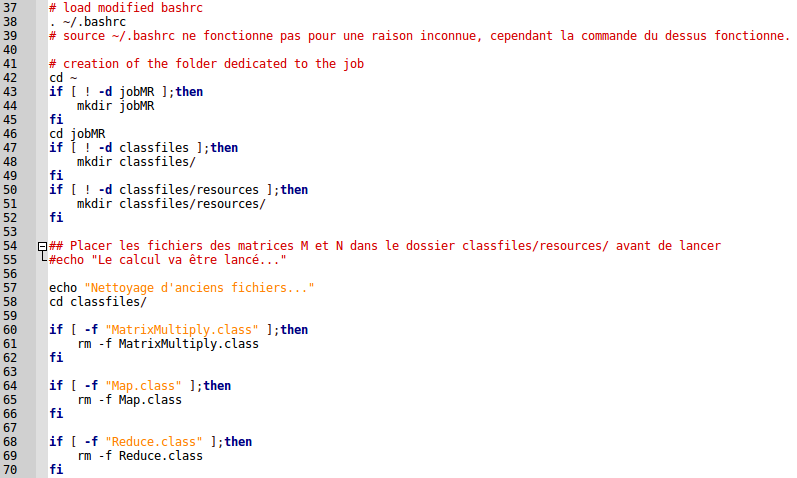 37 # load modified bashrc
38 . ~/.bashrc
39 # source ~/.bashrc ne fonctionne pas pour une raison inconnue, cependant la commande du dessus fonctionne.
40
41 # creation of the folder dedicated to the job
42 cd ~
43 if [ ! -d jobMR ];then
44     mkdir jobMR
45 fi
46 cd jobMR
47 if [ ! -d classfiles ];then
48     mkdir classfiles/
49 fi
50 if [ ! -d classfiles/resources ];then
51     mkdir classfiles/resources/
52 fi
53
54 ## Placer les fichiers des matrices M et N dans le dossier classfiles/resources/ avant de lancer
55 #echo "Le calcul va être lancé..."
56
57 echo "Nettoyage d'anciens fichiers..."
58 cd classfiles/
59
60 if [ -f "MatrixMultiply.class" ];then
61     rm -f MatrixMultiply.class
62 fi
63
64 if [ -f "Map.class" ];then
65     rm -f Map.class
66 fi
67
68 if [ -f "Reduce.class" ];then
69     rm -f Reduce.class
70 fi